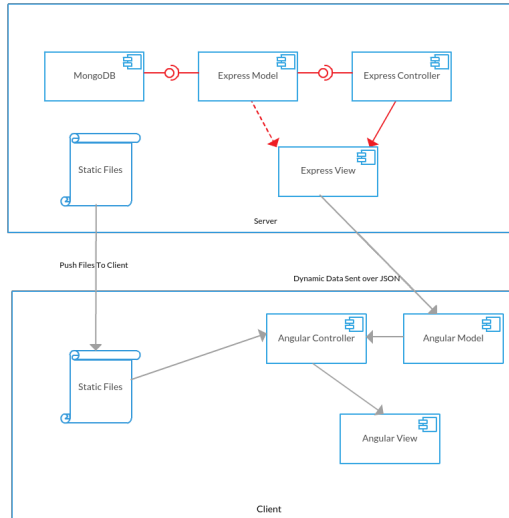 MongoDB
Express Model
Express Controller
Static Files
Express View
Server
Push Files To Client
Dynamic Data Sent over JSON
Angular Controller
Angular Model
Static Files
Angular View
Client